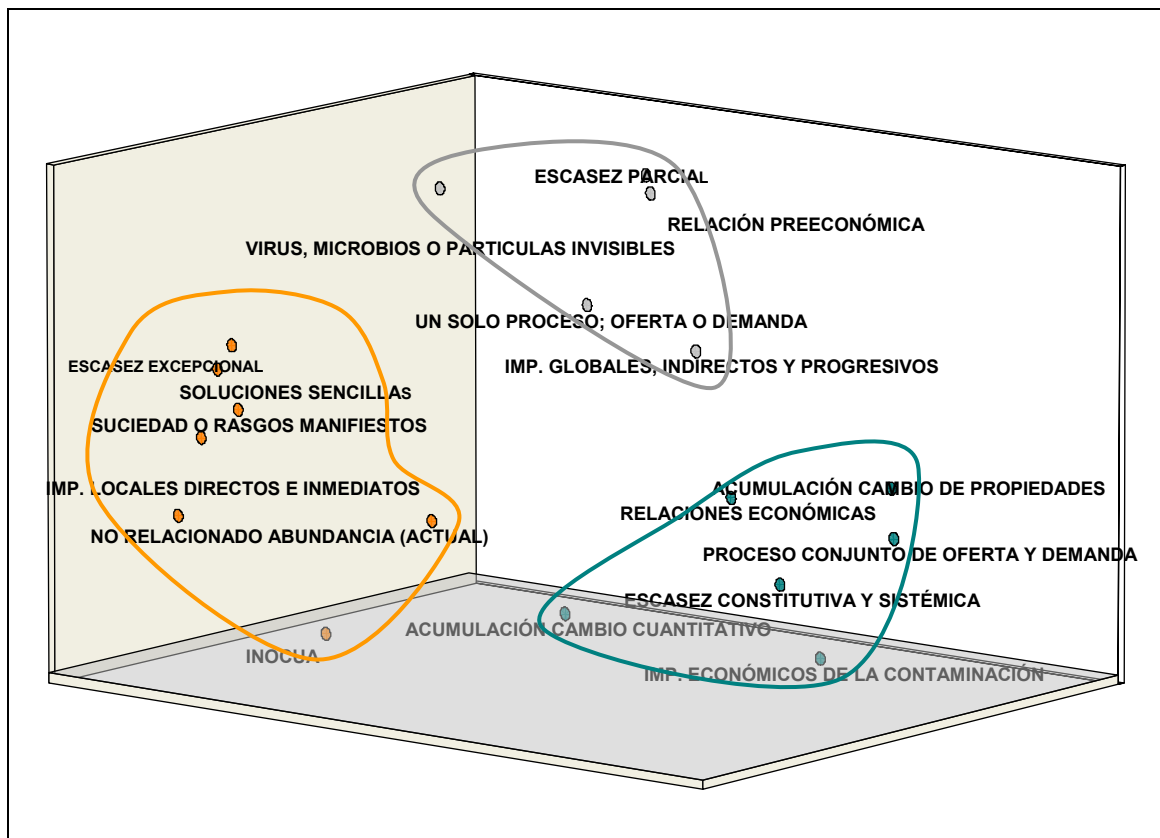 ESCASEZ PARCIAL
RELACIÓN PREECONÓMICA
VIRUS, MICROBIOS O PARTICULAS INVISIBLES
UN SOLO PROCESO; OFERTA O DEMANDA
IMP. GLOBALES, INDIRECTOS Y PROGRESIVOS
ESCASEZ EXCEPCIONAL
SOLUCIONES SENCILLAS
SUCIEDAD O RASGOS MANIFIESTOS
IMP. LOCALES DIRECTOS E INMEDIATOS
NO RELACIONADO ABUNDANCIA (ACTUAL)
INOCUA
ACUMULACIÓN CAMBIO DE PROPIEDADES
RELACIONES ECONÓMICAS
PROCESO CONJUNTO DE OFERTA Y DEMANDA
ESCASEZ CONSTITUTIVA Y SISTÉMICA
ACUMULACIÓN CAMBIO CUANTITATIVO
IMP. ECONÓMICOS DE LA CONTAMINACIÓN